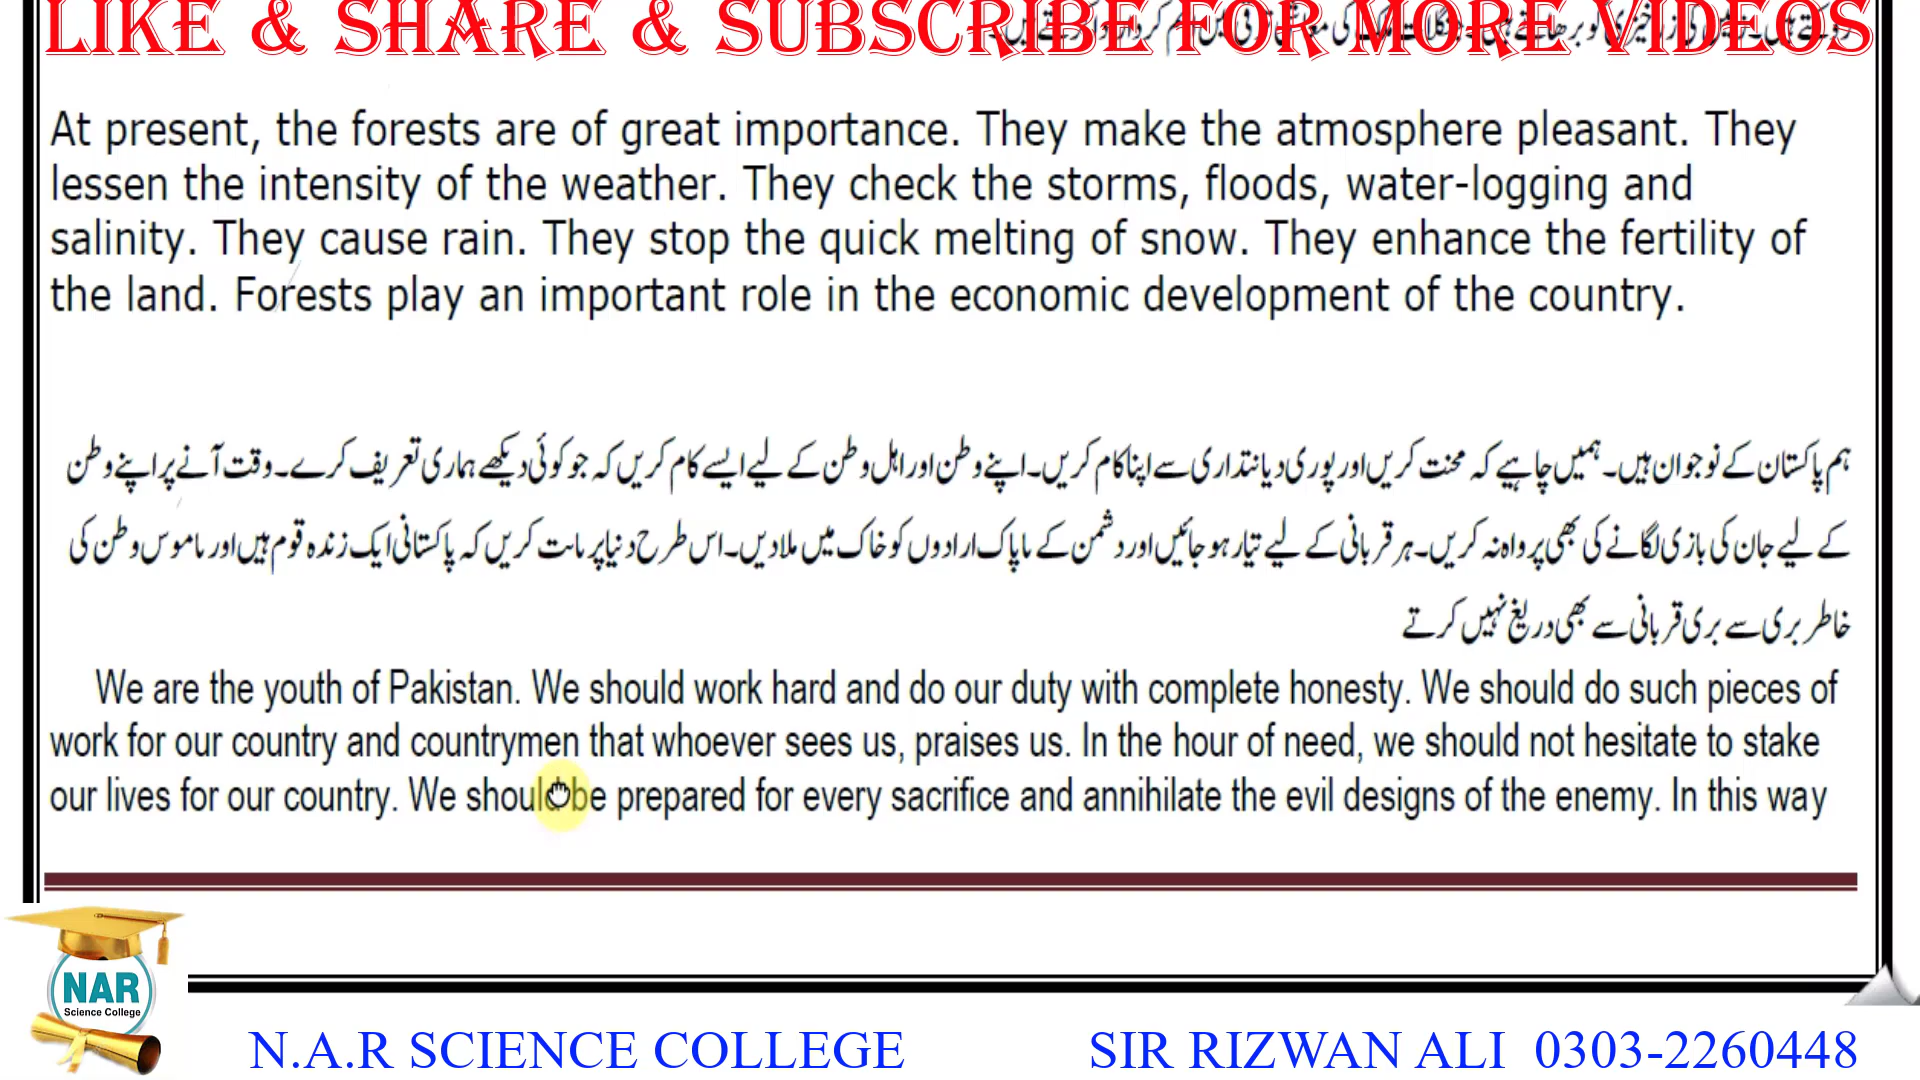 LIKE & SHARE & SUBSCRIBE FOR MORE VIDEOS
At present, the forests are of great importance. They make the atmosphere pleasant. They
lessen the intensity of the weather. They check the storms, floods, water-logging and
salinity. They cause rain. They stop the quick melting of snow. They enhance the fertility of
the land. Forests play an important role in the economic development of the country.
ہم پاکستان کے نوجوان ہیں۔ ہمیں چاہیے کہ محنت کریں اور پوری دیانتداری سے اپنا کام کریں۔ اپنے وطن اور اہل وطن کے لیے ایسے کام کریں کہ جو کوئی دیکھے ہماری تعریف کرے۔ وقت آنے پر اپنے وطن
کے لیے جان کی بازی لگانے کی بھی پرواہ نہ کریں۔ ہر قربانی کے لیے تیار ہو جائیں اور دشمن کے ماپاک ارادوں کو خاک میں ملا دیں۔ اس طرح دنیا پر مابت کریں کہ پاکستانی ایک زندہ قوم ہیں اور ماموس وطن کی
خاطر بری سے بری قربانی سے بھی دریغ نہیں کرتے
We are the youth of Pakistan. We should work hard and do our duty with complete honesty. We should do such pieces of
work for our country and countrymen that whoever sees us, praises us. In the hour of need, we should not hesitate to stake
our lives for our country. We should be prepared for every sacrifice and annihilate the evil designs of the enemy. In this way
NAR
Science College
N.A.R SCIENCE COLLEGE SIR RIZWAN ALI 0303-2260448